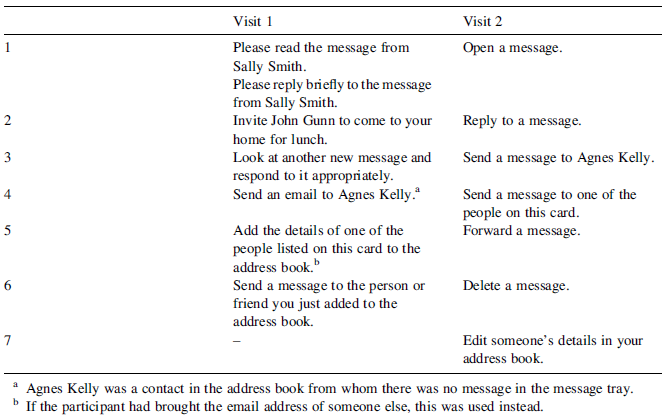 Visit 1 Visit 2
1 Please read the message from Open a message.
Sally Smith.
Please reply briefly to the message
from Sally Smith.
2 Invite John Gunn to come to your Reply to a message.
home for lunch.
3 Look at another new message and Send a message to Agnes Kelly.
respond to it appropriately.
4 Send an email to Agnes Kelly.a Send a message to one of the
people on this card.
5 Add the details of one of the Forward a message.
people listed on this card to the
address book.b
6 Send a message to the person or Delete a message.
friend you just added to the
address book.
7 – Edit someone's details in your
address book.
a Agnes Kelly was a contact in the address book from whom there was no message in the message tray.
b If the participant had brought the email address of someone else, this was used instead.